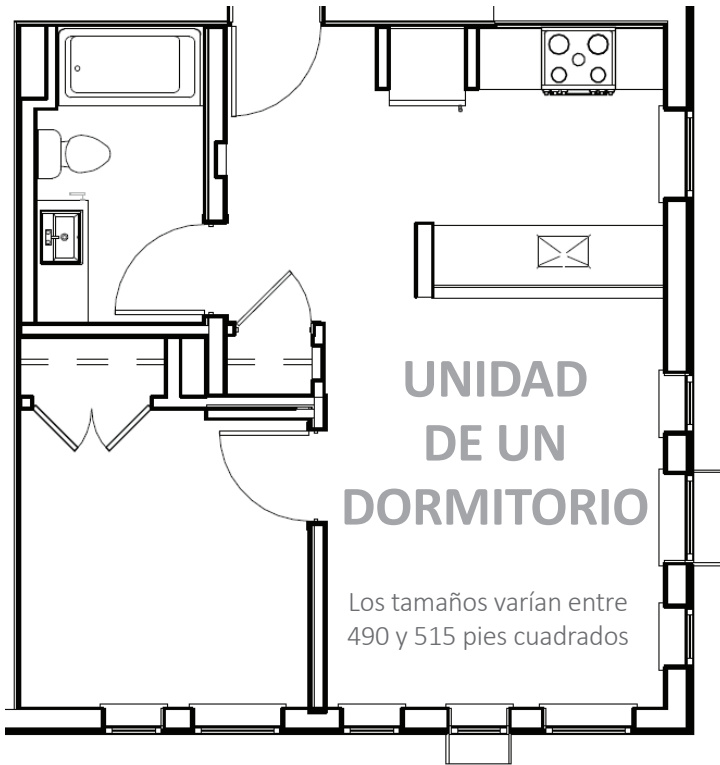 UNIDAD
DE UN
DORMITORIO
Los tamaños varían entre
490 y 515 pies cuadrados